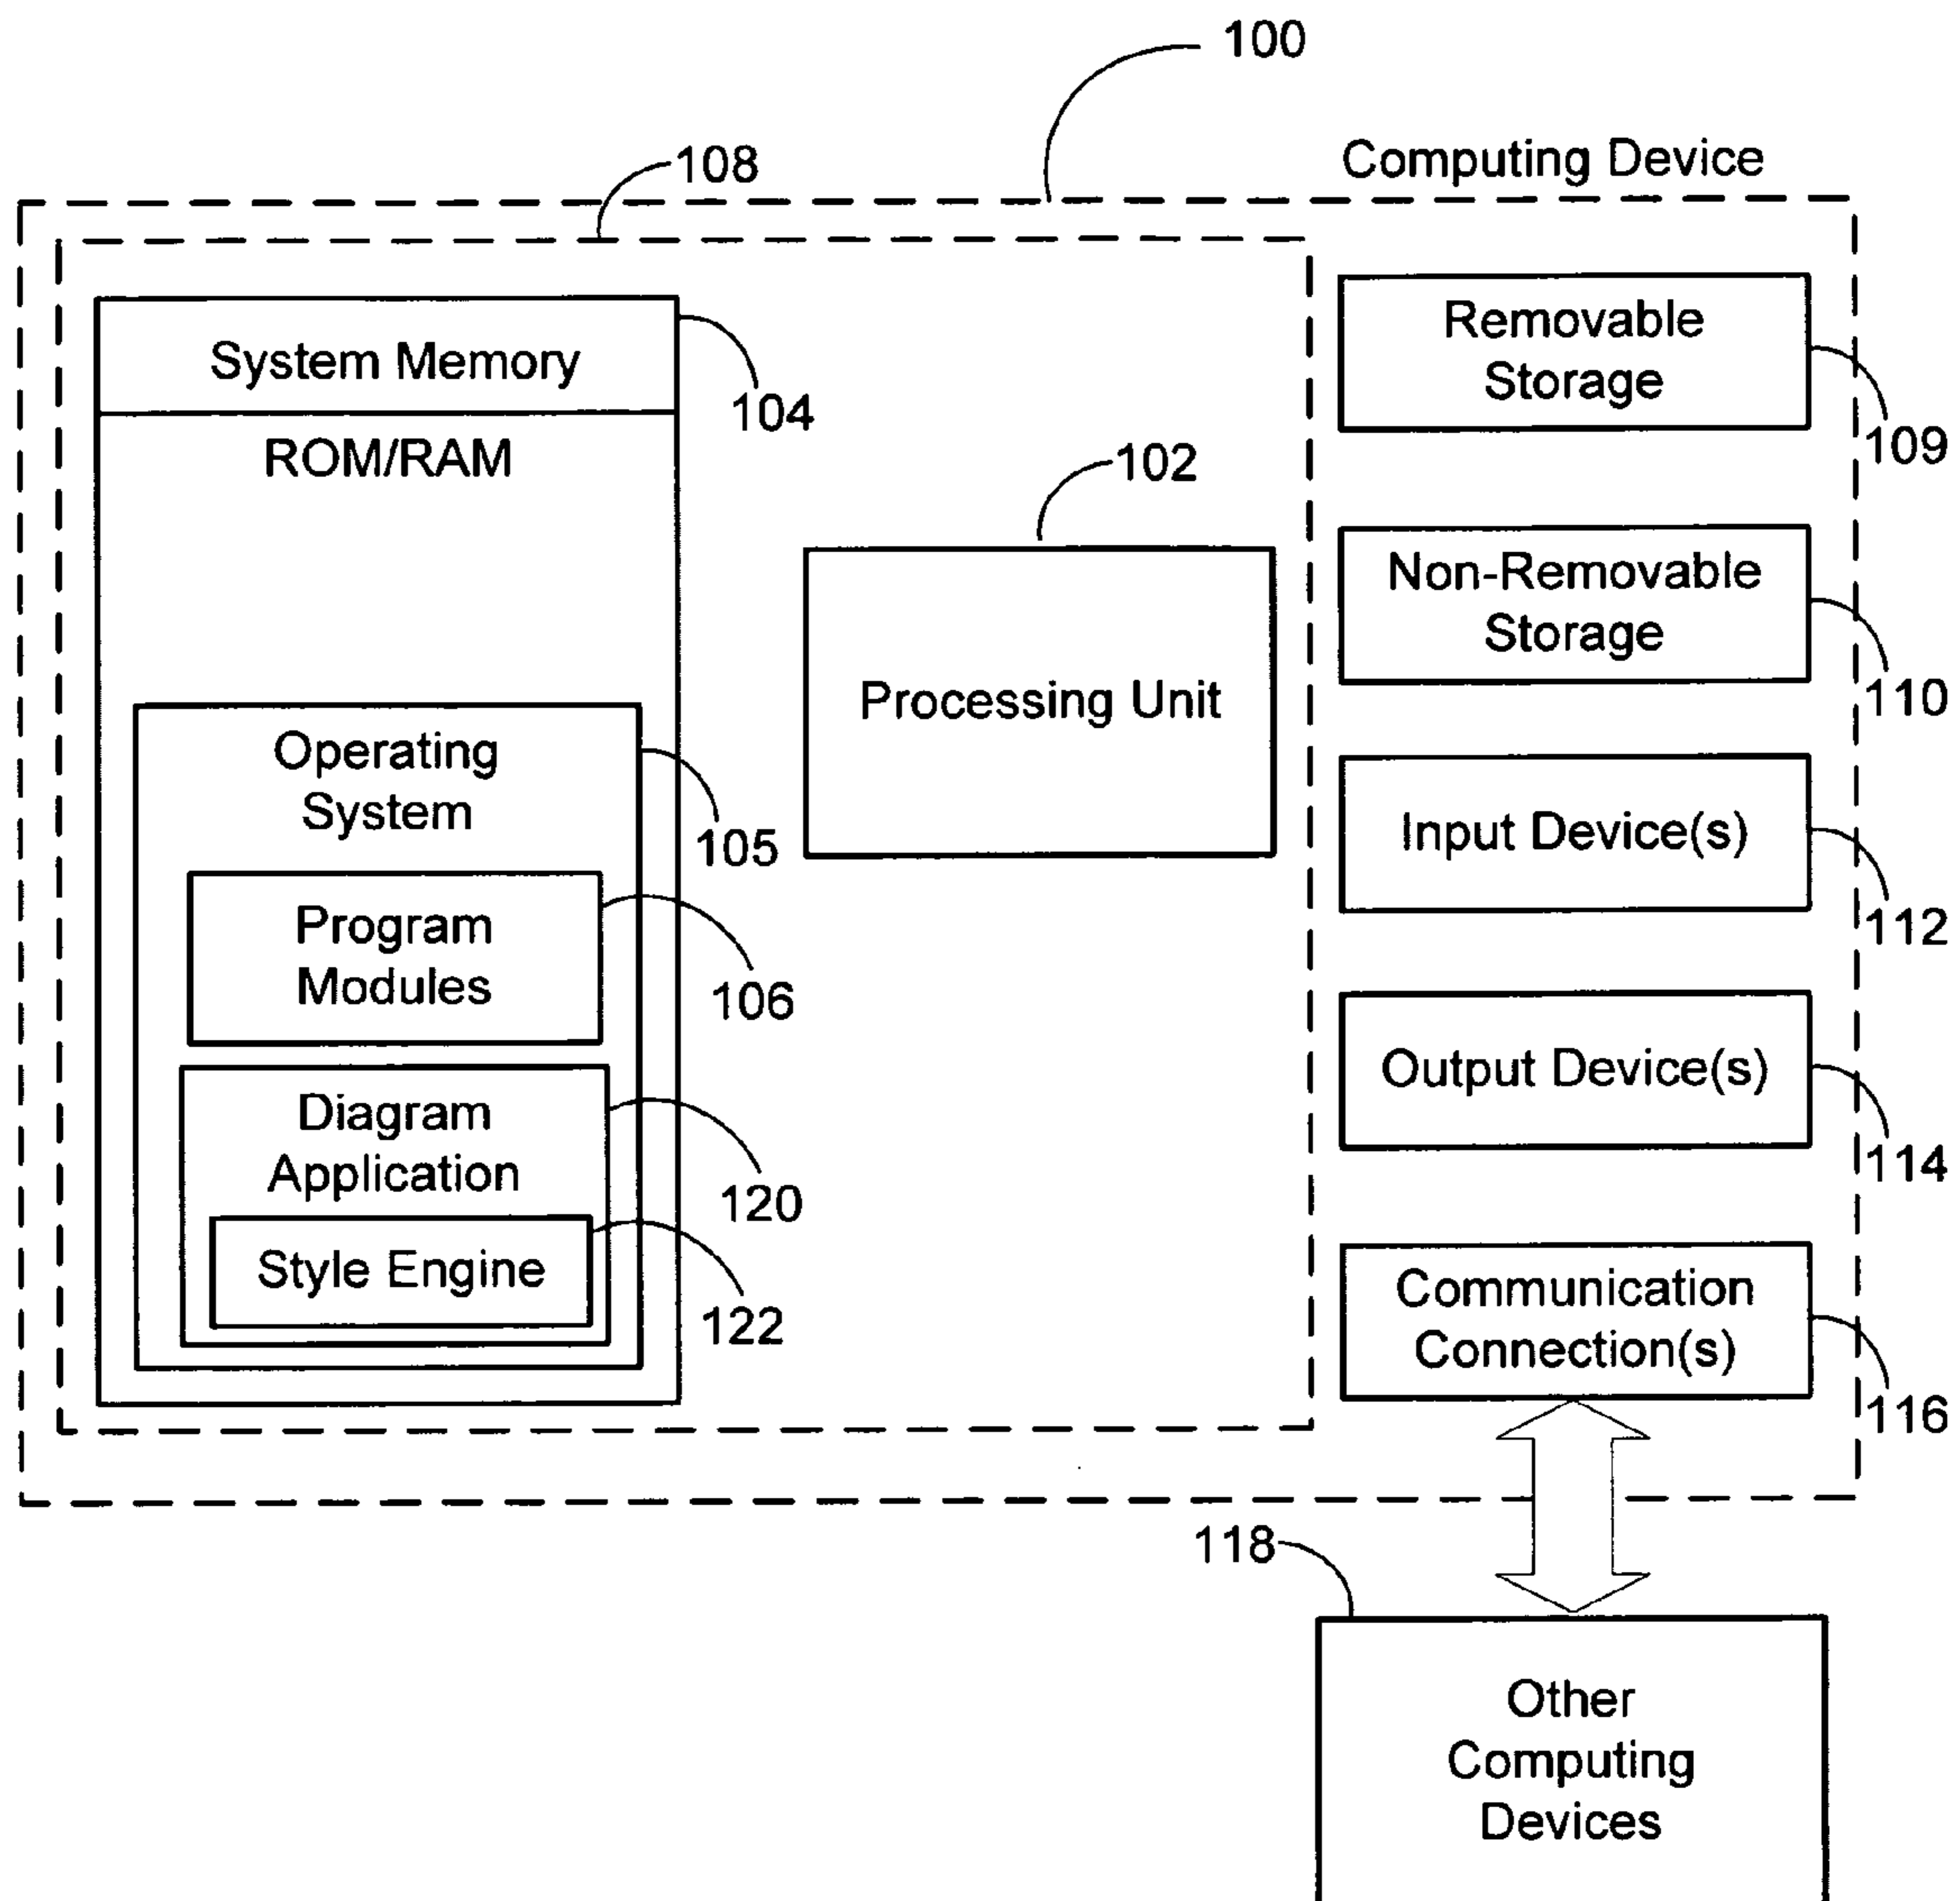 100
108
Computing Device
System Memory
104
ROM/RAM
Removable
Storage
109
102
Processing Unit
Non-Removable
Storage
110
Operating
System
105
Input Device(s)
112
Program
Modules
106
Output Device(s)
114
Diagram
Application
120
Style Engine
122
Communication
Connection(s)
116
118
Other
Computing
Devices